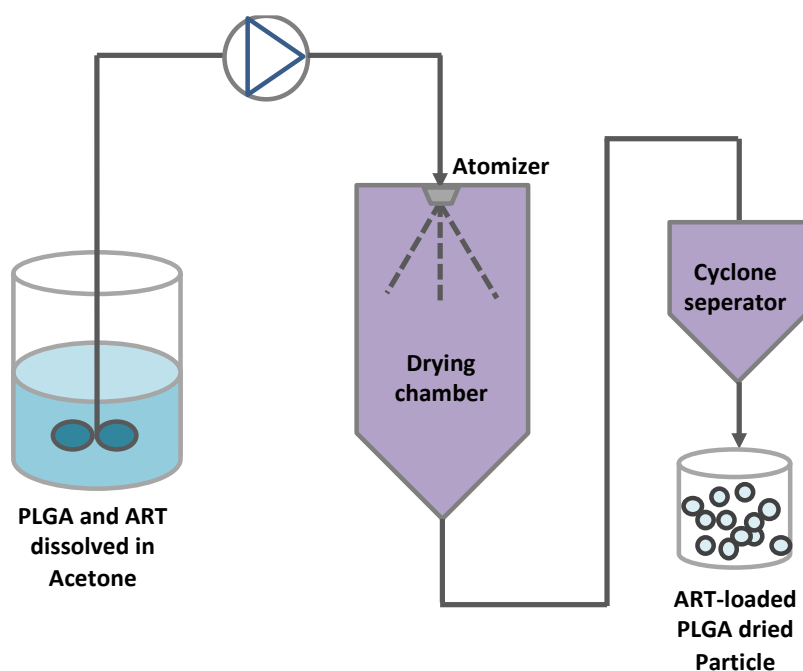 Atomizer
Cyclone
seperator
Drying
chamber
PLGA and ART
dissolved in
Acetone
ART-loaded
PLGA dried
Particle